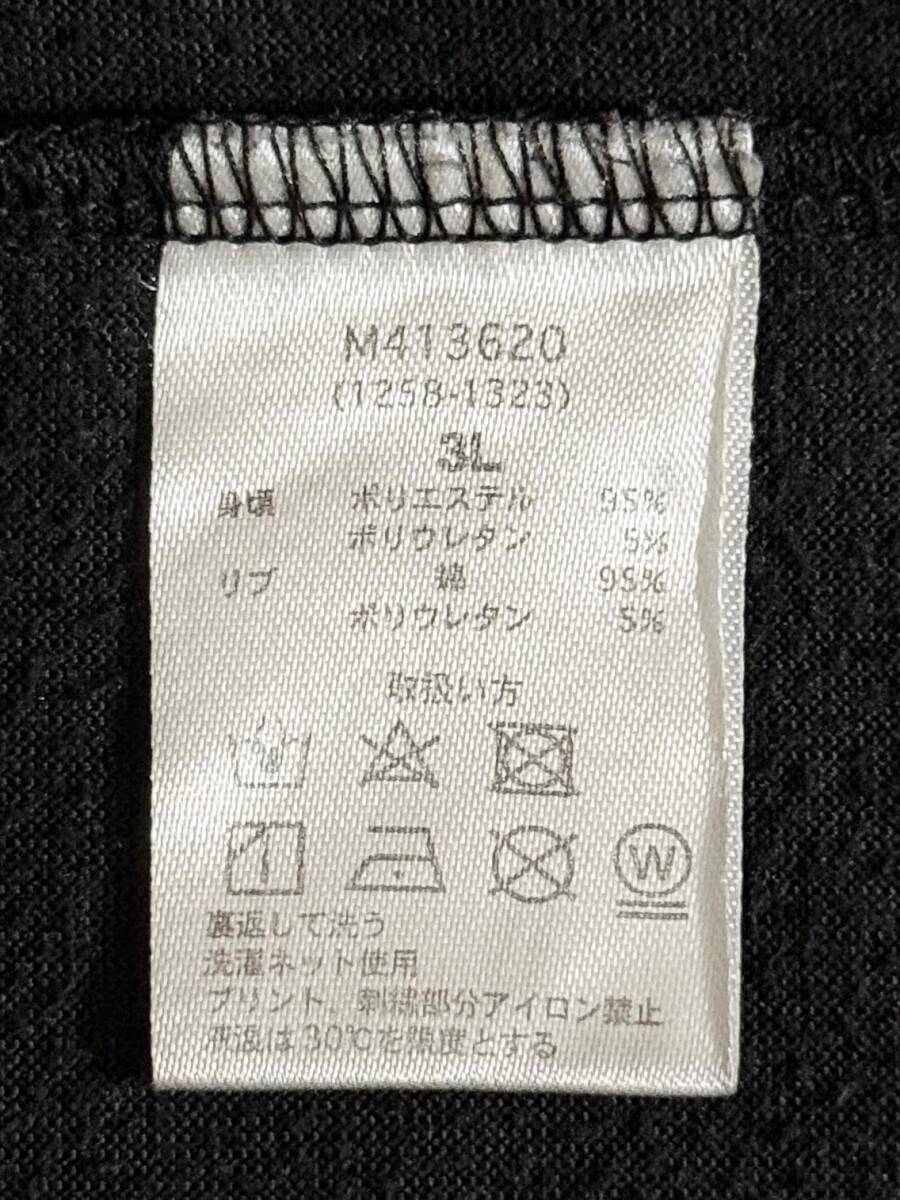 M413620
(1258-1323)
3L
身頃 ポリエステル 95%
ポリウレタン 5%
リブ 綿 95%
ポリウレタン 5%
取扱い方
W
裏返して洗う
洗濯ネット使用
プリント、刺繍部分アイロン禁止
液温は30℃を限度とする